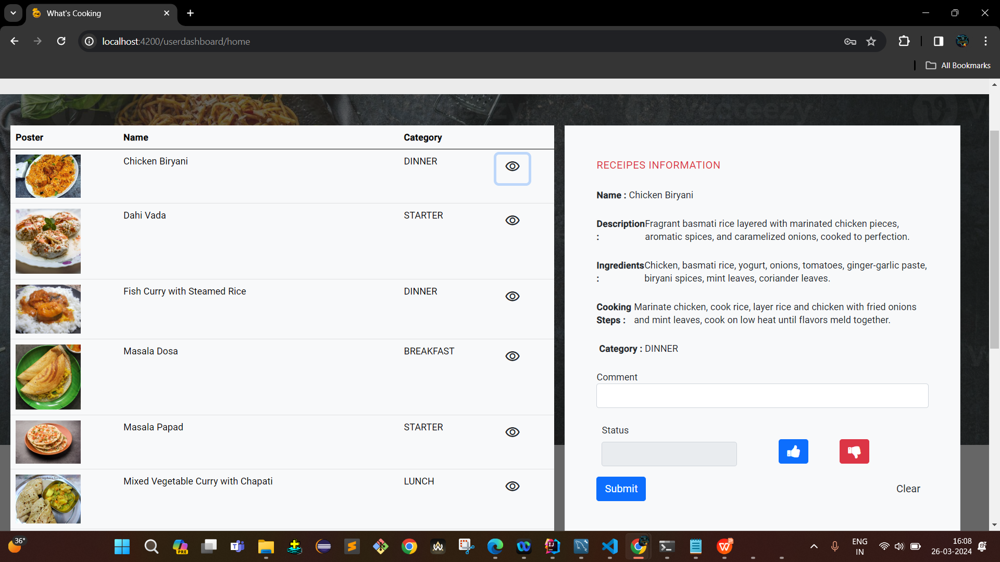 What's Cooking
localhost:4200/userdashboard/home
All Bookmarks
vecteezy
Poster Name Category
Chicken Biryani DINNER
Dahi Vada STARTER
Fish Curry with Steamed Rice DINNER
Masala Dosa BREAKFAST
Masala Papad STARTER
Mixed Vegetable Curry with Chapati LUNCH
RECEIPES INFORMATION
Name : Chicken Biryani
Description Fragrant basmati rice layered with marinated chicken pieces,
: aromatic spices, and caramelized onions, cooked to perfection.
Ingredients Chicken, basmati rice, yogurt, onions, tomatoes, ginger-garlic paste,
: biryani spices, mint leaves, coriander leaves.
Cooking Marinate chicken, cook rice, layer rice and chicken with fried onions
Steps : and mint leaves, cook on low heat until flavors meld together.
Category : DINNER
Comment
Status
Submit Clear
36°
PRE
ENG
IN
16:08
26-03-2024